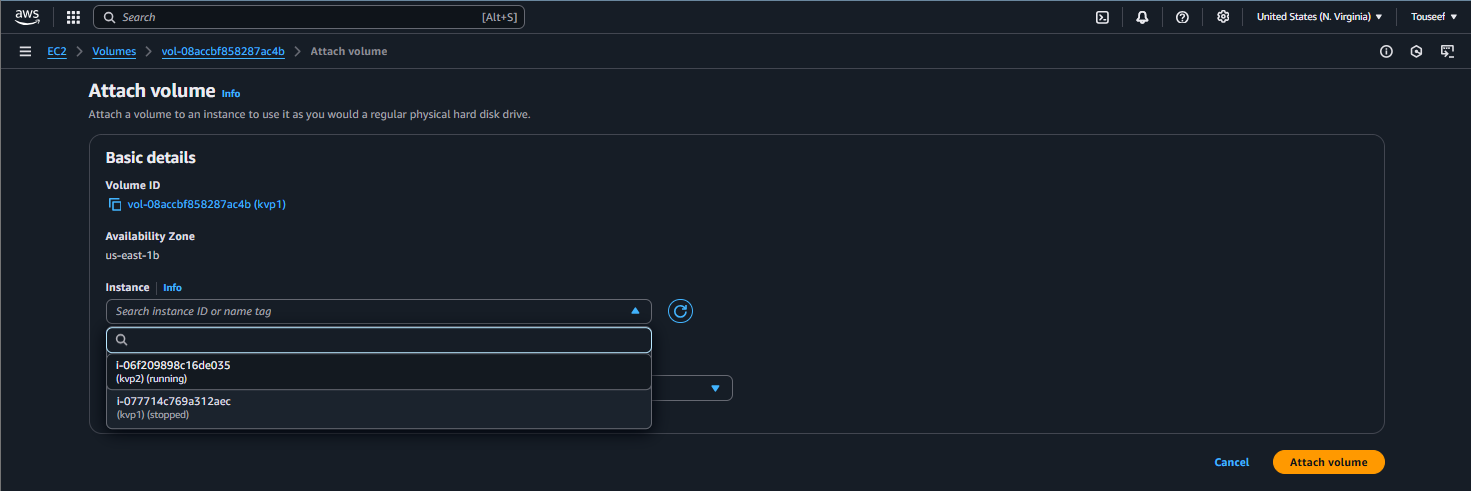 aws Search [Alt+S] United States (N. Virginia) Touseef
EC2 Volumes vol-08accbf858287ac4b Attach volume
Attach volume Info
Attach a volume to an instance to use it as you would a regular physical hard disk drive.
Basic details
Volume ID
vol-08accbf858287ac4b (kvp1)
Availability Zone
us-east-1b
Instance Info
Search instance ID or name tag
i-06f209898c16de035
(kvp2) (running)
i-077714c769a312aec
(kvp1) (stopped)
Cancel Attach volume